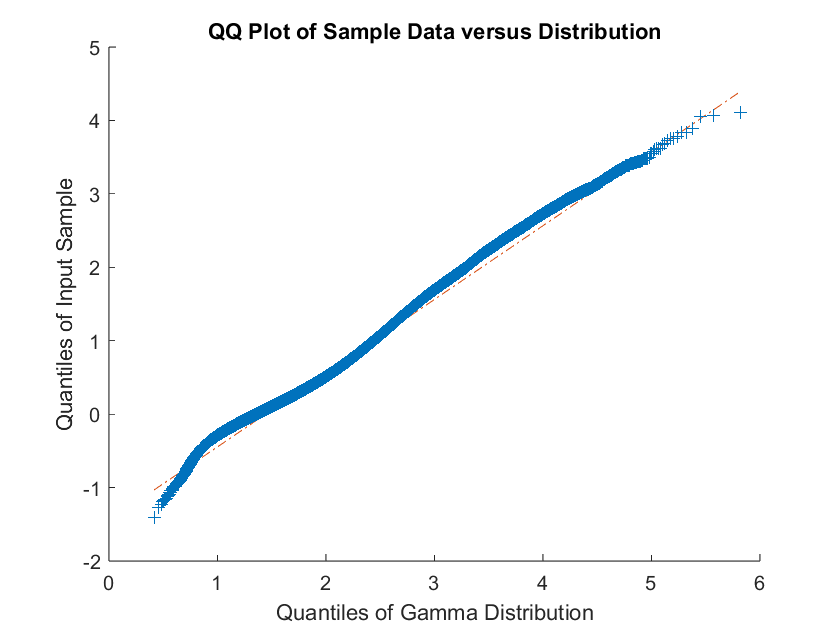 QQ Plot of Sample Data versus Distribution
5
4
3
2
1
0
-1
-2
Quantiles of Input Sample
0 1 2 3 4 5 6
Quantiles of Gamma Distribution